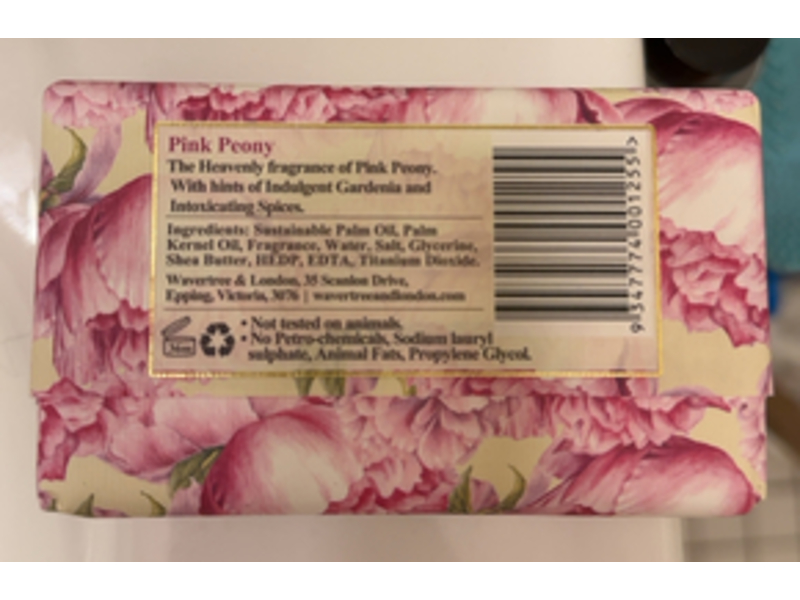 Pink Peony
The Heavenly fragrance of Pink Peony.
With hints of Indulgent Gardenia and
Intoxicating Spices.
Ingredients: Sustainable Palm Oil, Palm
Kernel Oil, Fragrance, Water, Salt, Glycerine,
Shea Butter, HEDP, EDTA, Titanium Dioxide.
Wavertree & London, 35 Scanlon Drive,
Epping, Victoria, 3076 | wavertreeandlondon.com
• Not tested on animals.
• No Petro-chemicals, Sodium lauryl
sulphate, Animal Fats, Propylene Glycol.
9 347774 001255 >